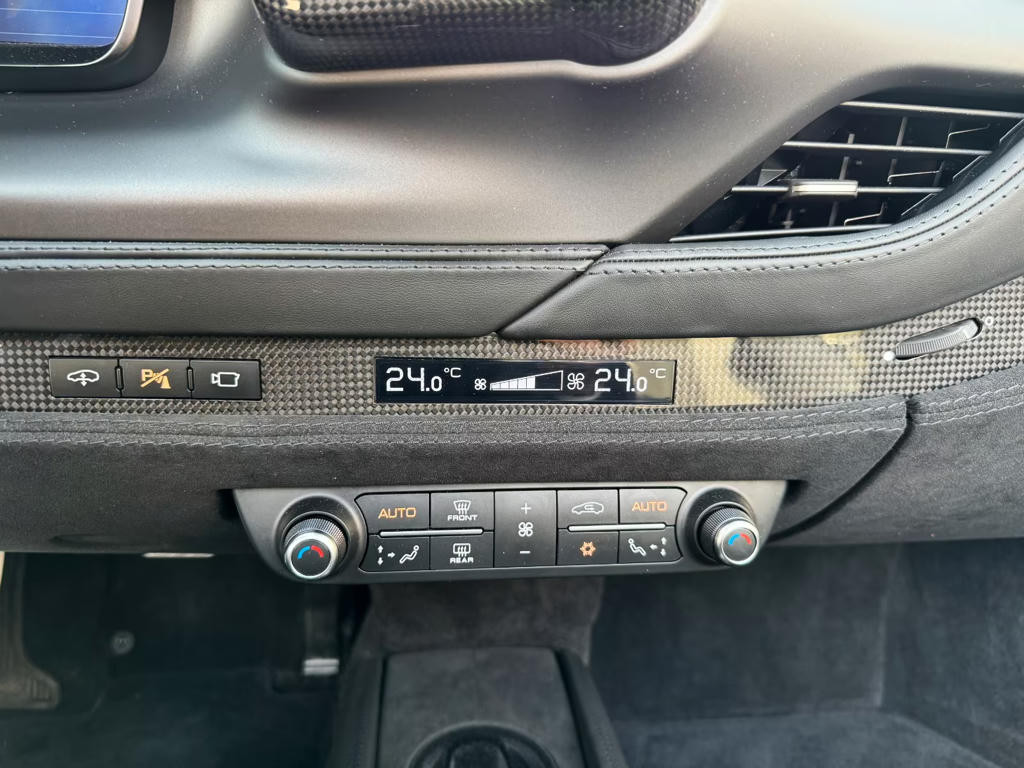 P
24.0°C 24.0°C
AUTO FRONT + AUTO
REAR −